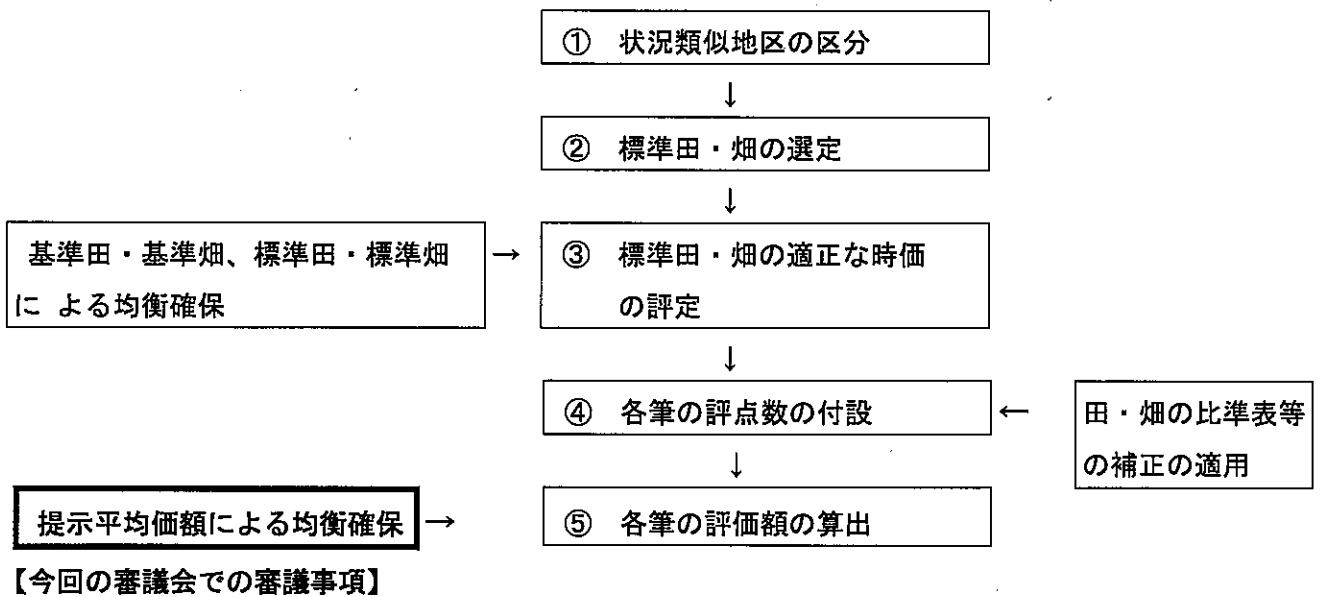 ① 状況類似地区の区分
↓
② 標準田・畑の選定
↓
基準田・基準畑、標準田・標準畑
に よる均衡確保
→
③ 標準田・畑の適正な時価
の評定
↓
④ 各筆の評点数の付設
←
田・畑の比準表等
の補正の適用
↓
提示平均価額による均衡確保
→
⑤ 各筆の評価額の算出
【今回の審議会での審議事項】